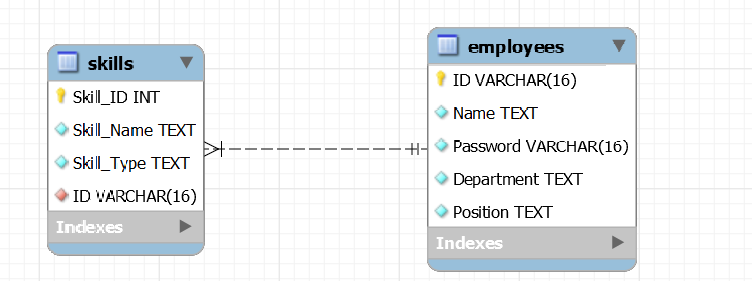 skills
Skill_ID INT
Skill_Name TEXT
Skill_Type TEXT
ID VARCHAR(16)
Indexes
employees
ID VARCHAR(16)
Name TEXT
Password VARCHAR(16)
Department TEXT
Position TEXT
Indexes